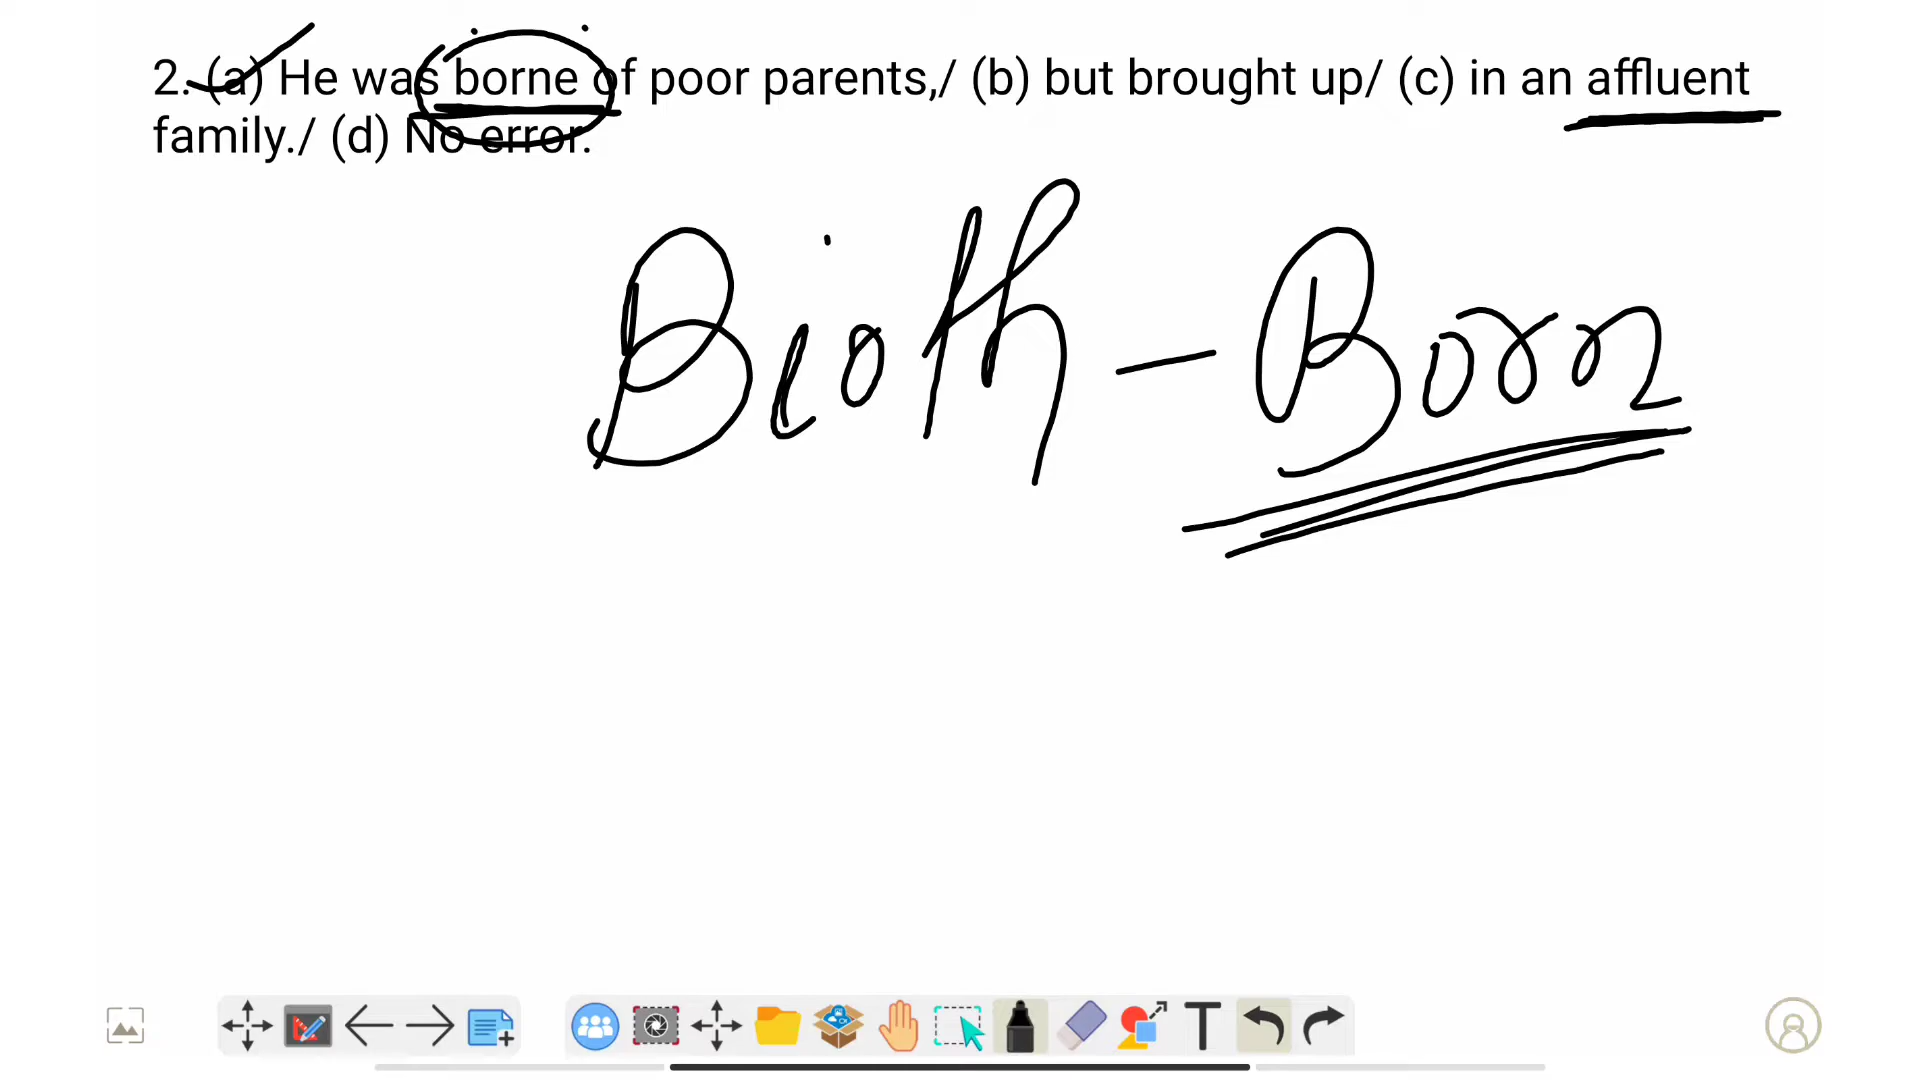 2. (a) He was borne of poor parents,/ (b) but brought up/ (c) in an affluent
family./ (d) No error.
Birth - Born
T